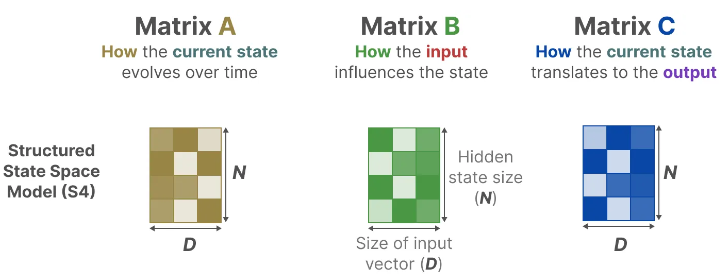 Matrix A
How the current state
evolves over time
Matrix B
How the input
influences the state
Matrix C
How the current state
translates to the output
Structured
State Space
Model (S4)
N
D
Hidden
state size
(N)
Size of input
vector (D)
N
D